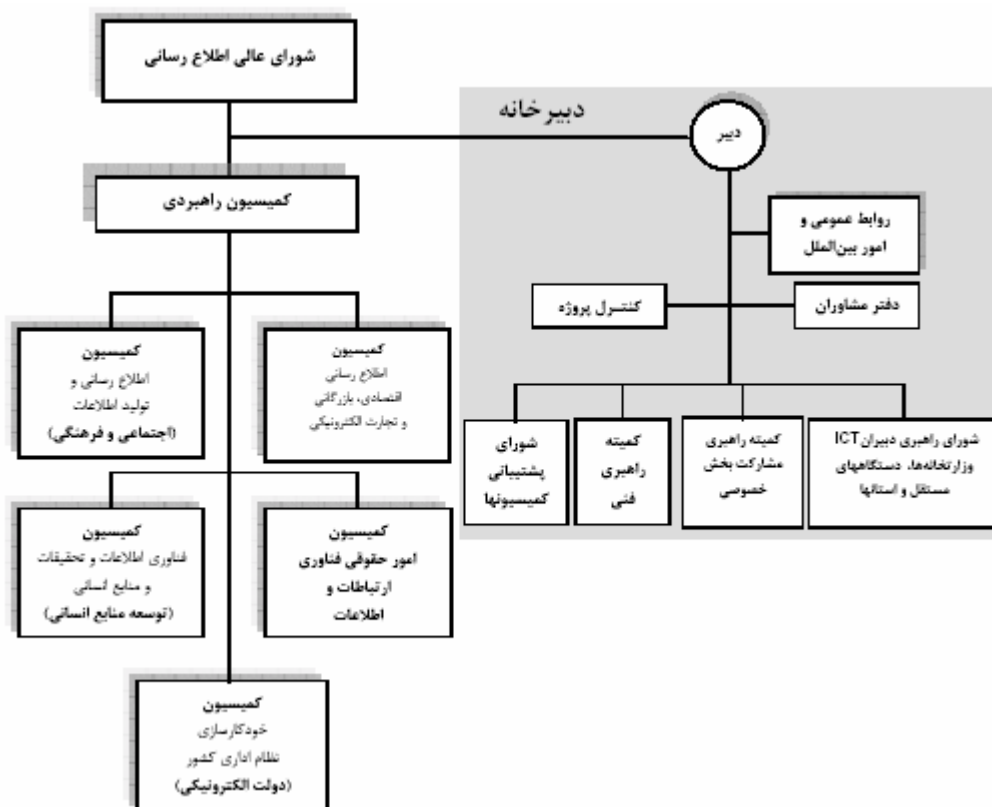 شورای عالی اطلاع رسانی
دبیر خانه
دبیر
کمیسیون راهبردی
روابط عمومی و
امور بین‌الملل
دفتر مشاوران
کنترل پروژه
کمیسیون
اطلاع رسانی
اقتصادی، بازرگانی
و تجارت الکترونیکی
کمیسیون
اطلاع رسانی و
تولید اطلاعات
(اجتماعی و فرهنگی)
شورای راهبری دبیران ICT
وزارتخانه‌ها، دستگاههای
مستقل و استانها
کمیته راهبری
مشارکت بخش
خصوصی
کمیته
راهبری
فنی
شورای
پشتیبانی
کمیسیونها
کمیسیون
امور حقوقی فناوری
ارتباطات و
اطلاعات
کمیسیون
فناوری اطلاعات و تحقیقات
و منابع انسانی
(توسعه منابع انسانی)
کمیسیون
خودکارسازی
نظام اداری کشور
(دولت الکترونیکی)